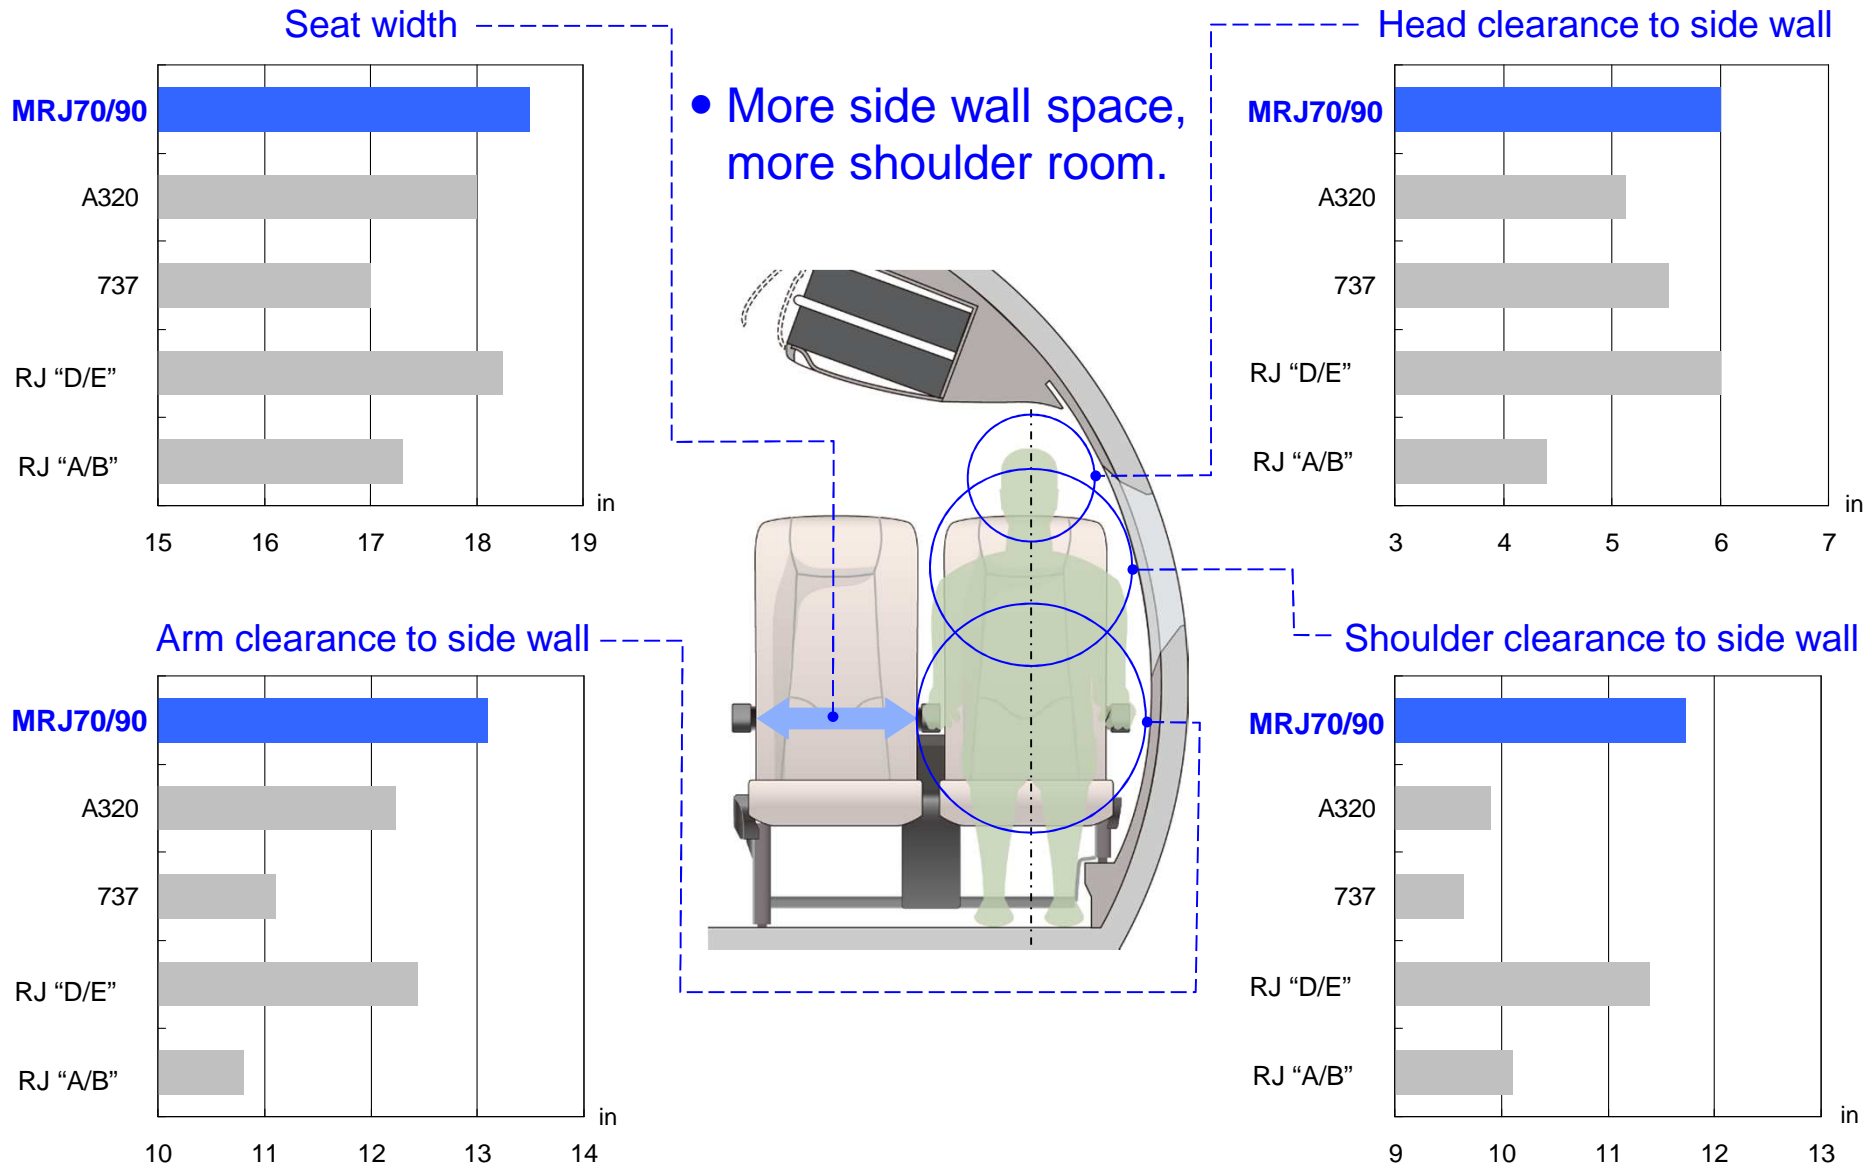 Seat width
MRJ70/90
A320
737
RJ “D/E”
RJ “A/B”
in
15 16 17 18 19
• More side wall space,
more shoulder room.
Head clearance to side wall
MRJ70/90
A320
737
RJ “D/E”
RJ “A/B”
in
3 4 5 6 7
Arm clearance to side wall
MRJ70/90
A320
737
RJ “D/E”
RJ “A/B”
in
10 11 12 13 14
Shoulder clearance to side wall
MRJ70/90
A320
737
RJ “D/E”
RJ “A/B”
in
9 10 11 12 13